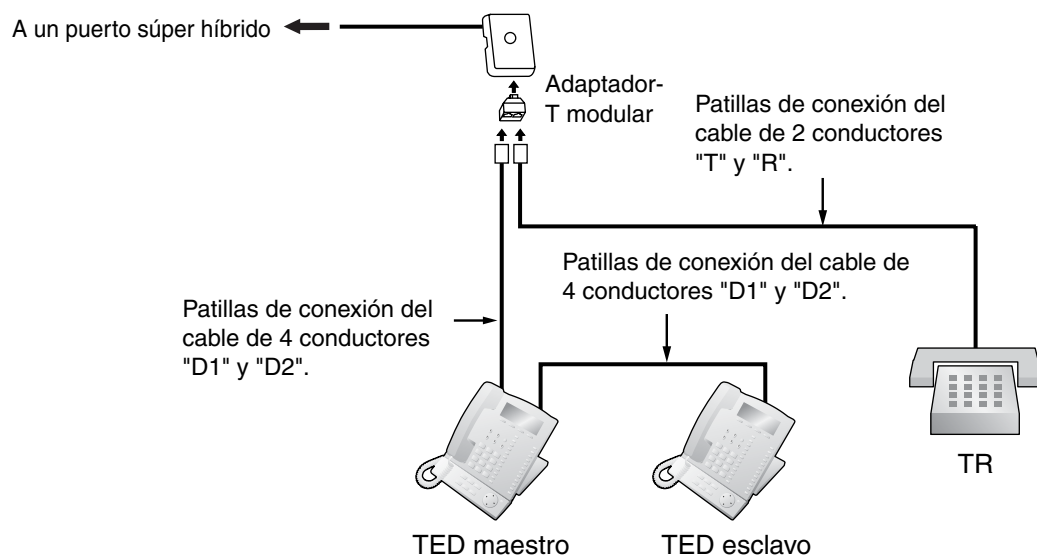 A un puerto súper híbrido
Adaptador-
T modular
Patillas de conexión del
cable de 2 conductores
"T" y "R".
Patillas de conexión del cable de
4 conductores "D1" y "D2".
Patillas de conexión del
cable de 4 conductores
"D1" y "D2".
TR
TED maestro
TED esclavo